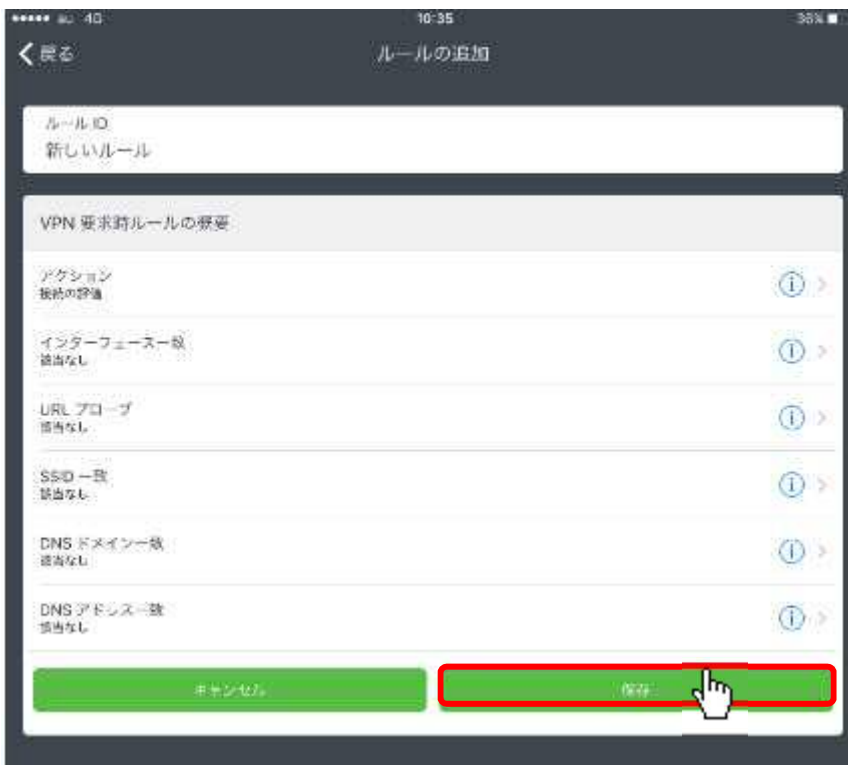 au 4G 10:35 36%
戻る ルールの追加
ルール ID
新しいルール
VPN 要求時ルールの概要
アクション
接続の評価
インターフェース一致
該当なし
URL プローブ
該当なし
SSID 一致
該当なし
DNS ドメイン一致
該当なし
DNS アドレス一致
該当なし
キャンセル 保存